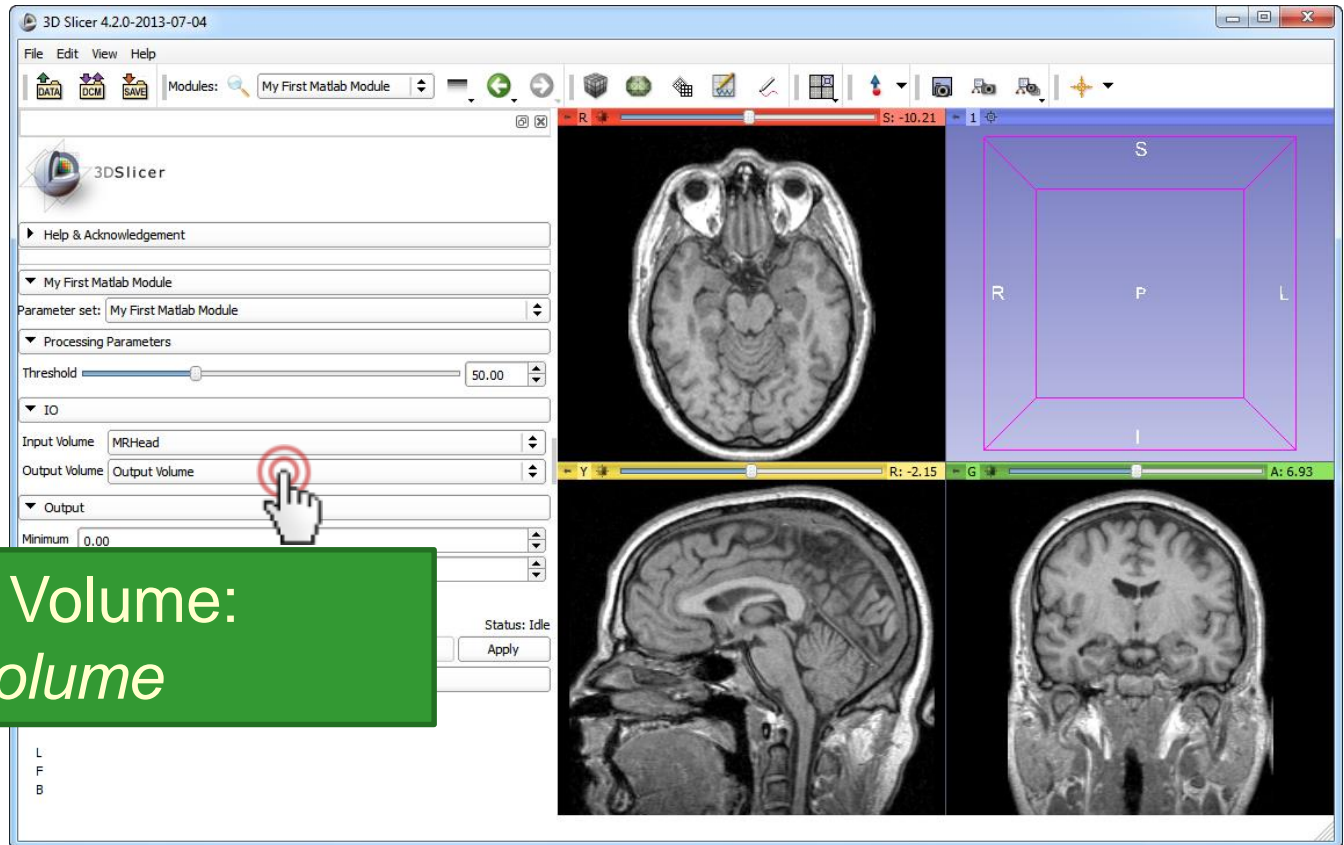 3D Slicer 4.2.0-2013-07-04
File Edit View Help
DATA DCM SAVE Modules: My First Matlab Module
R S: -10.21
1
3DSlicer
Help & Acknowledgement
My First Matlab Module
Parameter set: My First Matlab Module
Processing Parameters
Threshold 50.00
IO
Input Volume MRHead
Output Volume Output Volume
Output
Minimum 0.00
Volume:
olume
Status: Idle
Apply
L
F
B
S
R P L
I
Y R: -2.15
G A: 6.93